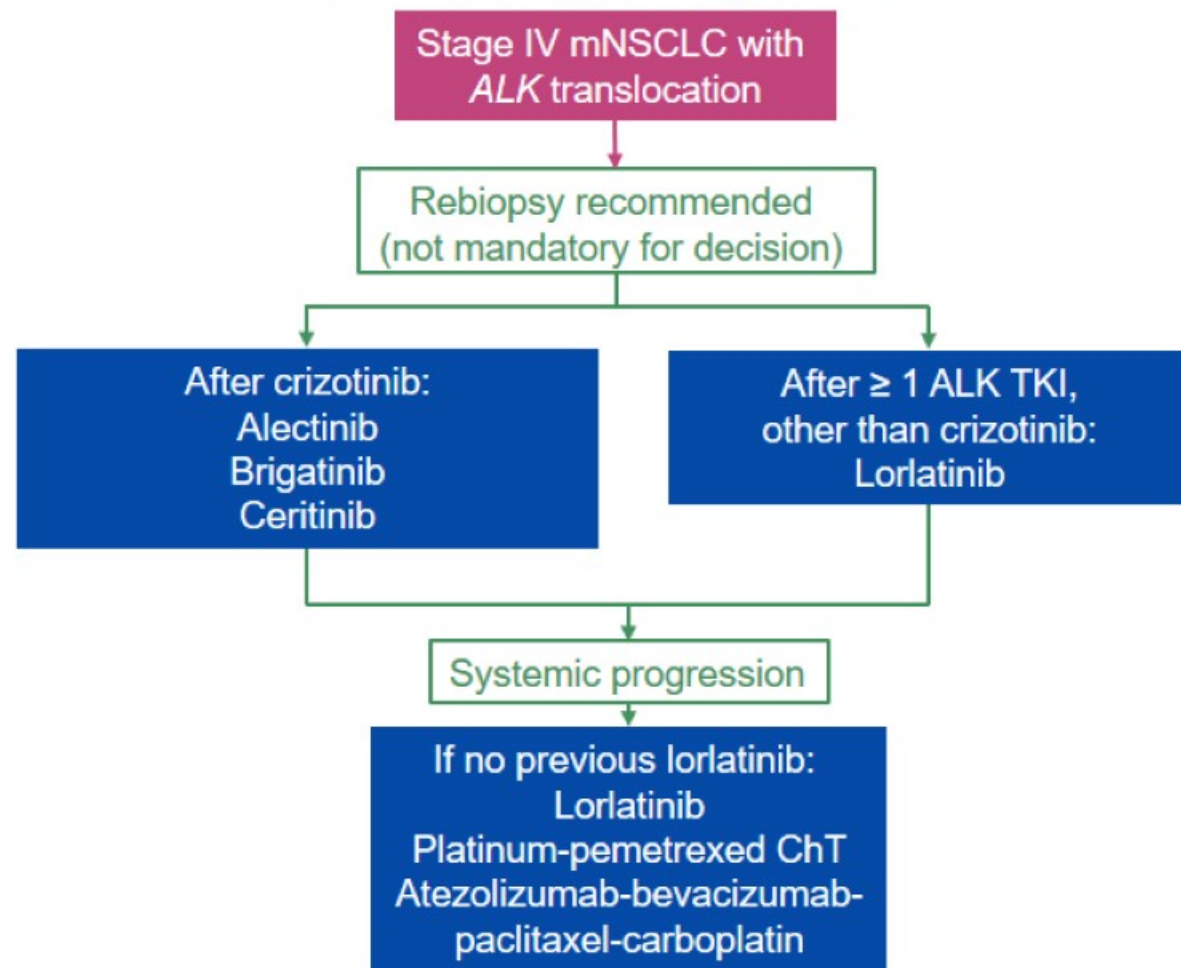 Stage IV mNSCLC with
ALK translocation
Rebiopsy recommended
(not mandatory for decision)
After crizotinib:
Alectinib
Brigatinib
Ceritinib
After ≥ 1 ALK TKI,
other than crizotinib:
Lorlatinib
Systemic progression
If no previous lorlatinib:
Lorlatinib
Platinum-pemetrexed ChT
Atezolizumab-bevacizumab-
paclitaxel-carboplatin